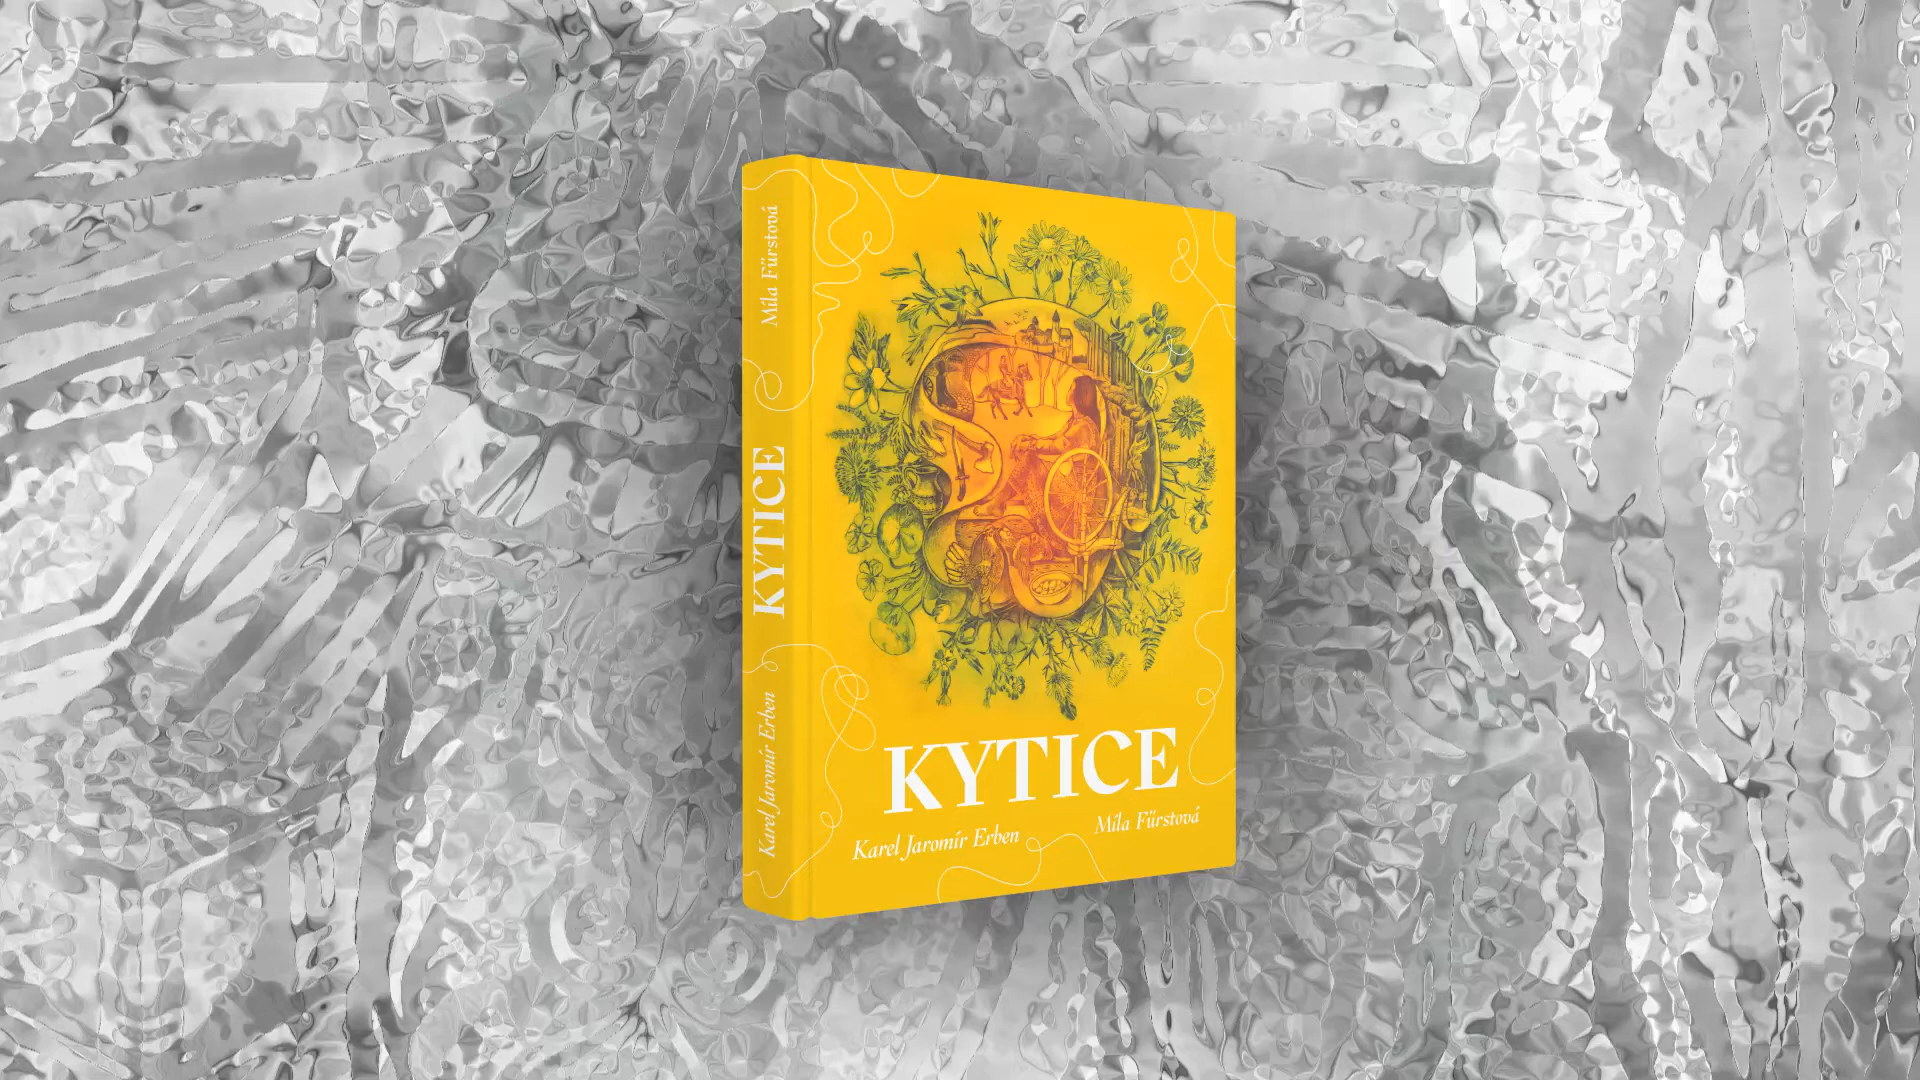 Míla Fürstová
KYTICE
Karel Jaromír Erben
KYTICE
Karel Jaromír Erben
Míla Fürstová